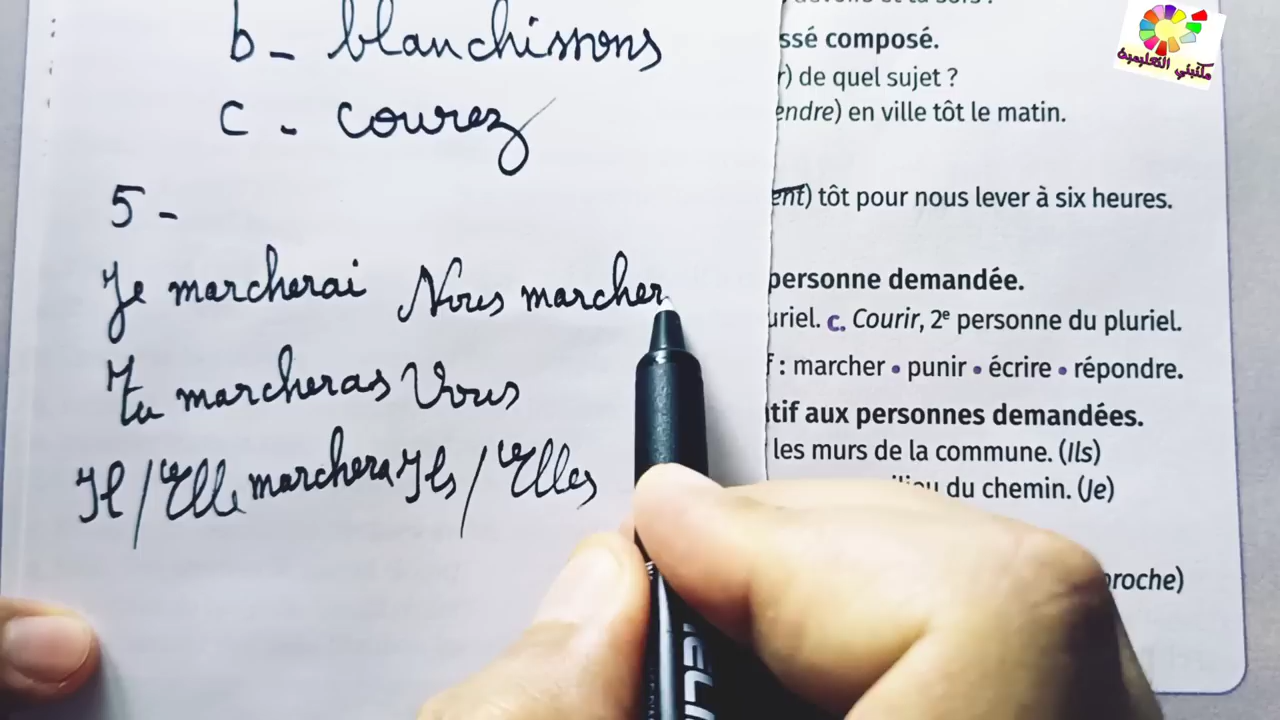 b - blanchissons
c - courez
5 -
Je marcherai Nous marcher
Tu marcheras Vous
Il / Elle marchera Ils / Elles
ssé composé.
r) de quel sujet ?
endre) en ville tôt le matin.
ent) tôt pour nous lever à six heures.
personne demandée.
uriel. c. Courir, 2e personne du pluriel.
f : marcher • punir • écrire • répondre.
tif aux personnes demandées.
les murs de la commune. (Ils)
ilieu du chemin. (Je)
proche)
مكتبتي التعليمية